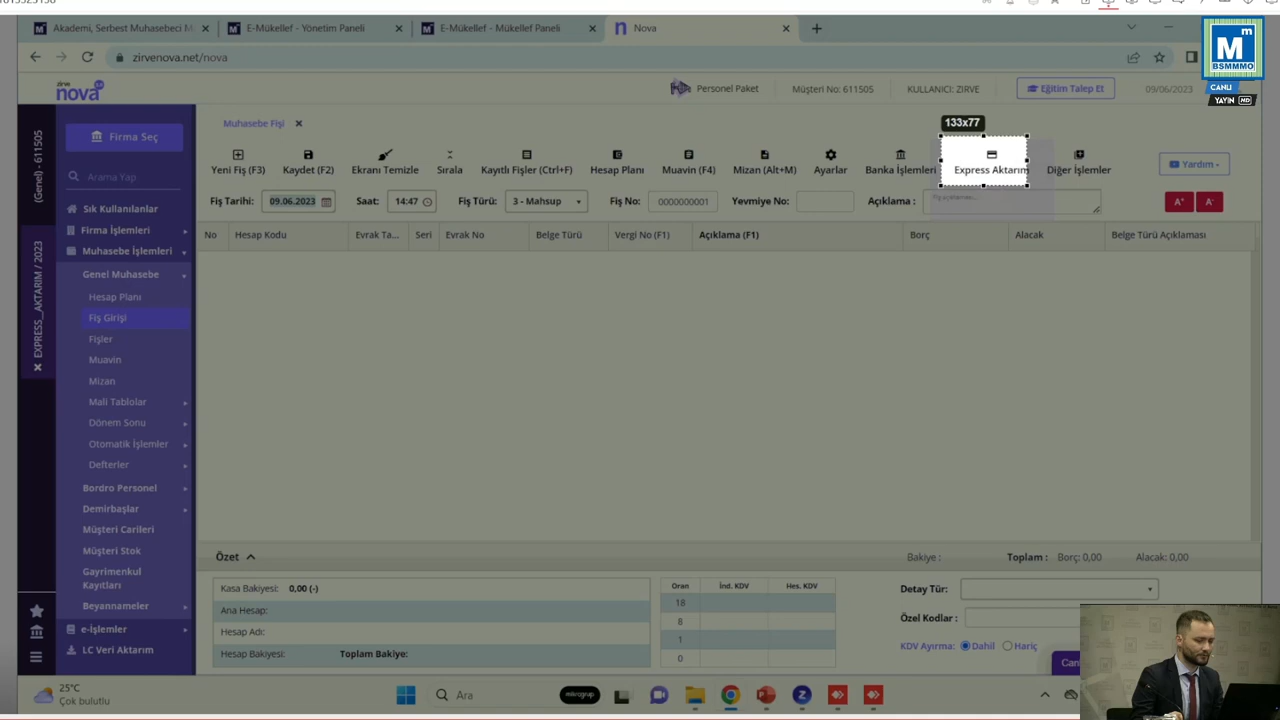 Akademi, Serbest Muhasebeci M
E-Mükellef - Yönetim Paneli
E-Mükellef - Mükellef Paneli
Nova
zirvenova.net/nova
BSMMMO
CANLI
YAYIN HD
zirve
nova
Personel Paket
Müşteri No: 611505
KULLANICI: ZIRVE
Eğitim Talep Et
09/06/2023
(Genel) - 611505
EXPRESS_AKTARIM / 2023
Firma Seç
Arama Yap
Sık Kullanılanlar
Firma İşlemleri
Muhasebe İşlemleri
Genel Muhasebe
Hesap Planı
Fiş Girişi
Fişler
Muavin
Mizan
Mali Tablolar
Dönem Sonu
Otomatik İşlemler
Defterler
Bordro Personel
Demirbaşlar
Müşteri Carileri
Müşteri Stok
Gayrimenkul
Kayıtları
Beyannameler
e-İşlemler
LC Veri Aktarım
Muhasebe Fişi
133x77
Yeni Fiş (F3)
Kaydet (F2)
Ekranı Temizle
Sırala
Kayıtlı Fişler (Ctrl+F)
Hesap Planı
Muavin (F4)
Mizan (Alt+M)
Ayarlar
Banka İşlemleri
Express Aktarım
Diğer İşlemler
Yardım
Fiş Tarihi: 09.06.2023
Saat: 14:47
Fiş Türü: 3 - Mahsup
Fiş No: 0000000001
Yevmiye No:
Açıklama :
A+
A-
No
Hesap Kodu
Evrak Ta...
Seri
Evrak No
Belge Türü
Vergi No (F1)
Açıklama (F1)
Borç
Alacak
Belge Türü Açıklaması
Özet
Bakiye :
Toplam : Borç: 0,00
Alacak: 0,00
Kasa Bakiyesi: 0,00 (-)
Ana Hesap:
Hesap Adı:
Hesap Bakiyesi:
Toplam Bakiye:
Oran
İnd. KDV
Hes. KDV
18
8
1
0
Detay Tür:
Özel Kodlar :
KDV Ayırma: Dahil Hariç
25°C
Çok bulutlu
Ara
mikrogrup